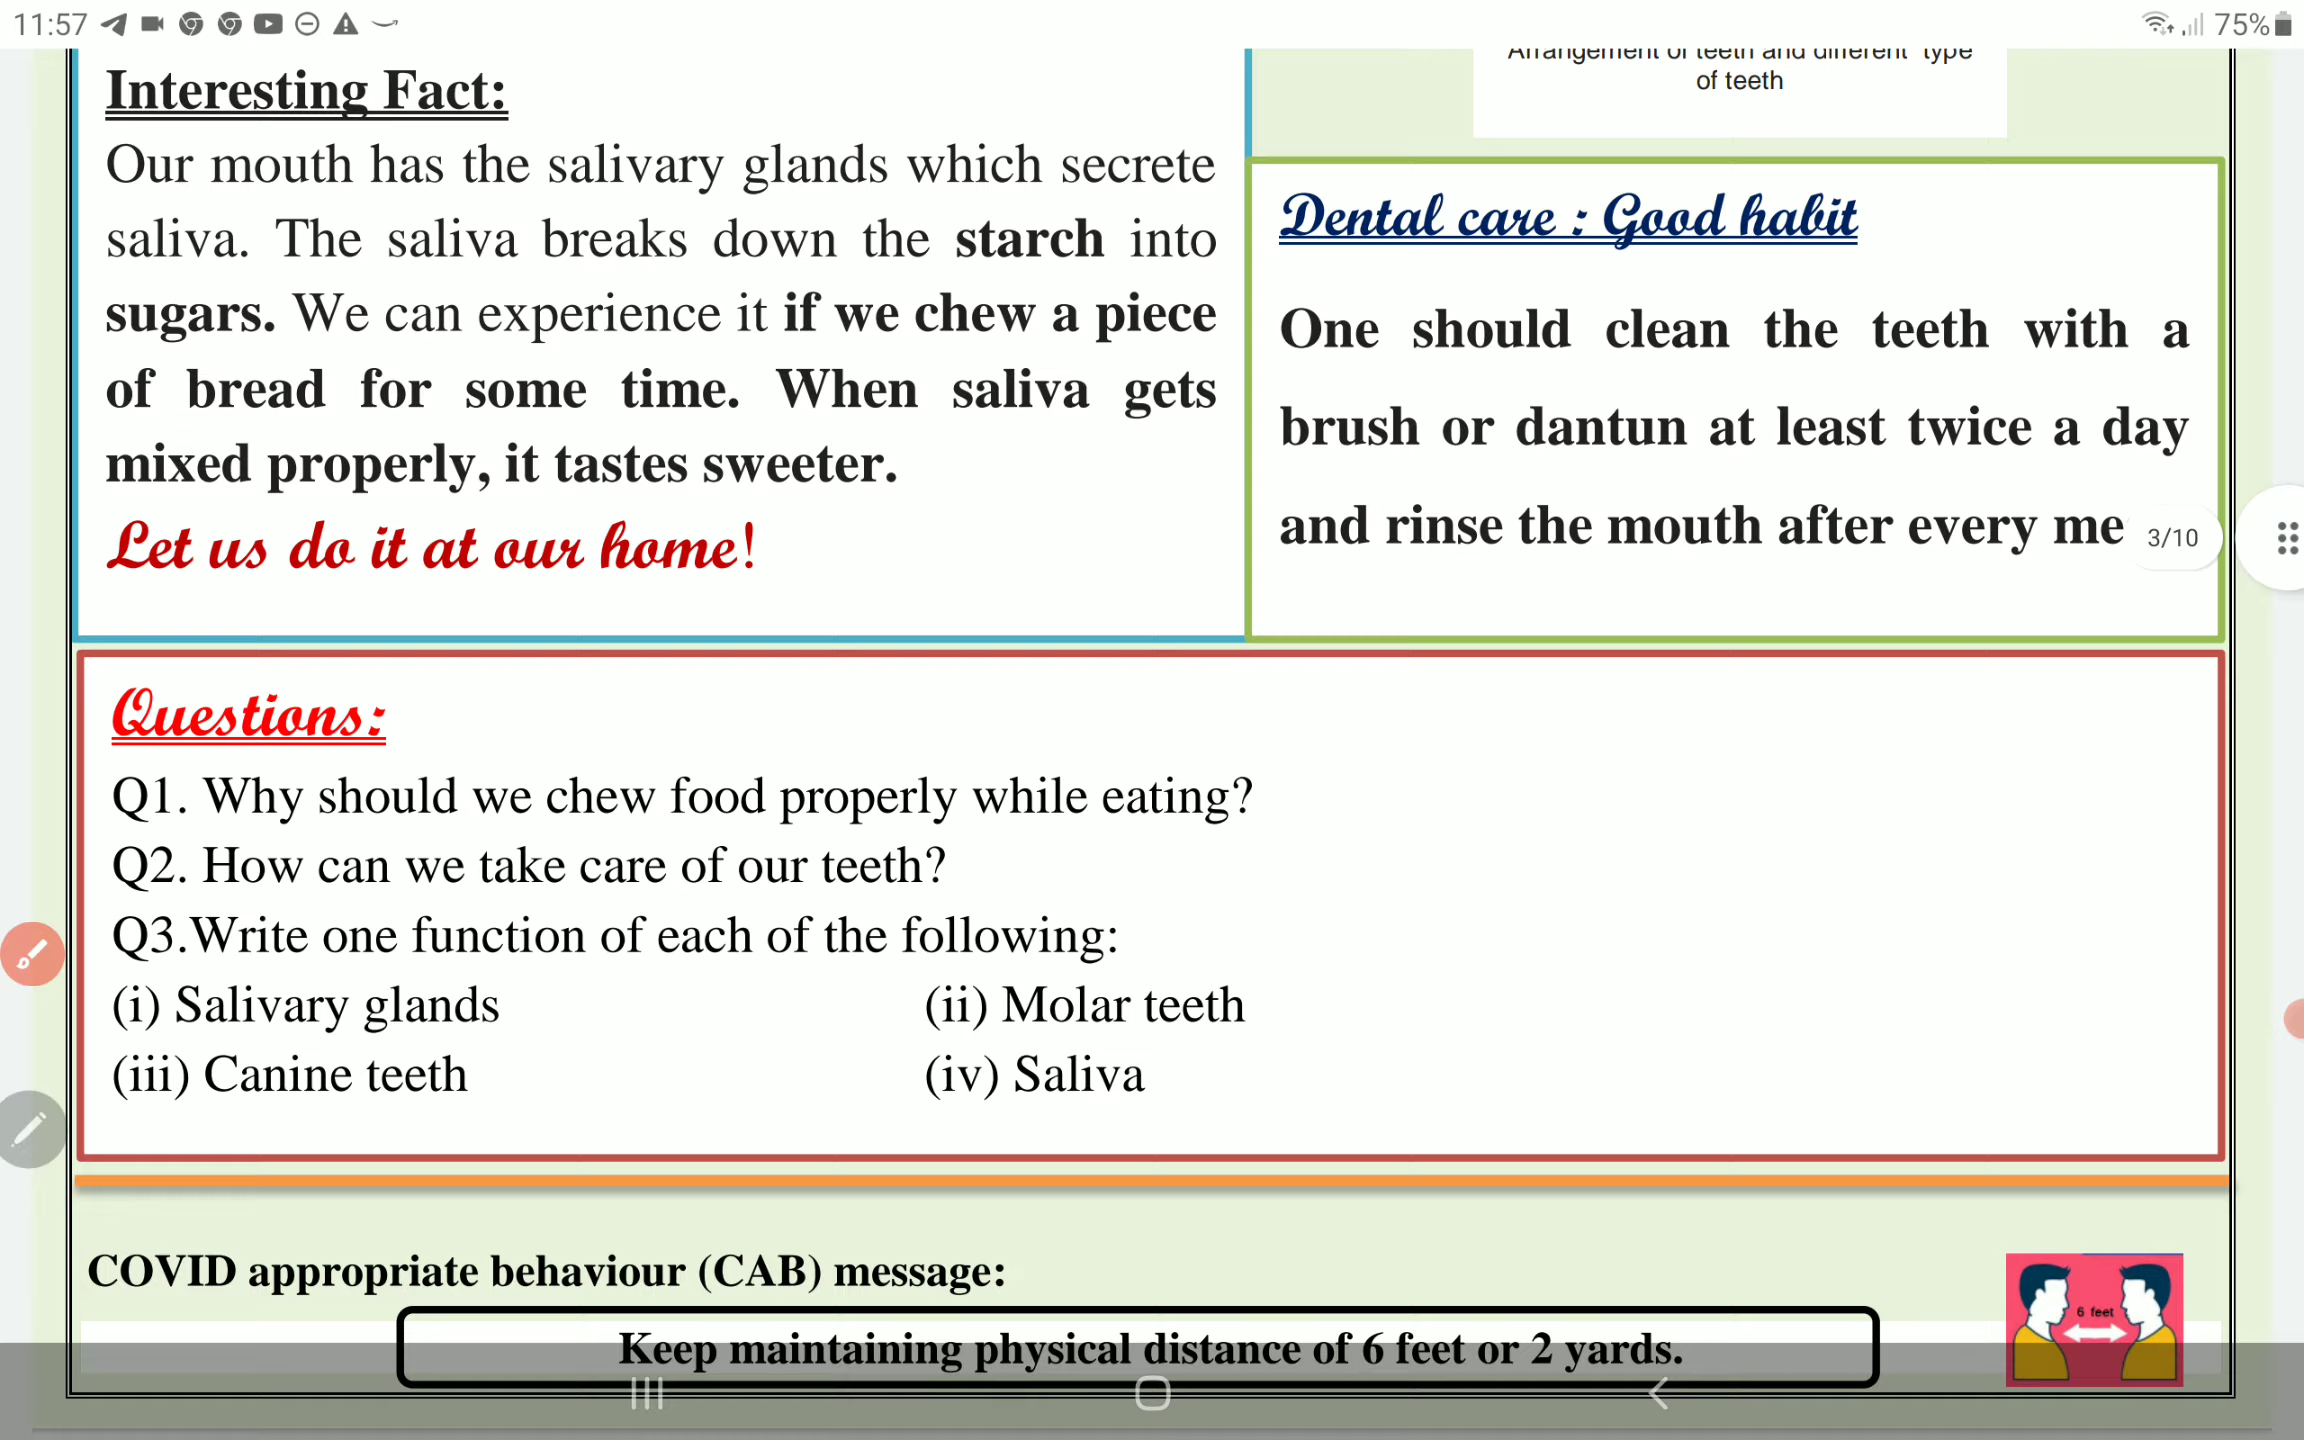 11:57
75%
Arrangement of teeth and different type
of teeth
Interesting Fact:
Our mouth has the salivary glands which secrete
saliva. The saliva breaks down the starch into
sugars. We can experience it if we chew a piece
of bread for some time. When saliva gets
mixed properly, it tastes sweeter.
Let us do it at our home!
Dental care : Good habit
One should clean the teeth with a
brush or dantun at least twice a day
and rinse the mouth after every me
3/10
Questions:
Q1. Why should we chew food properly while eating?
Q2. How can we take care of our teeth?
Q3.Write one function of each of the following:
(i) Salivary glands (ii) Molar teeth
(iii) Canine teeth (iv) Saliva
COVID appropriate behaviour (CAB) message:
Keep maintaining physical distance of 6 feet or 2 yards.
6 feet